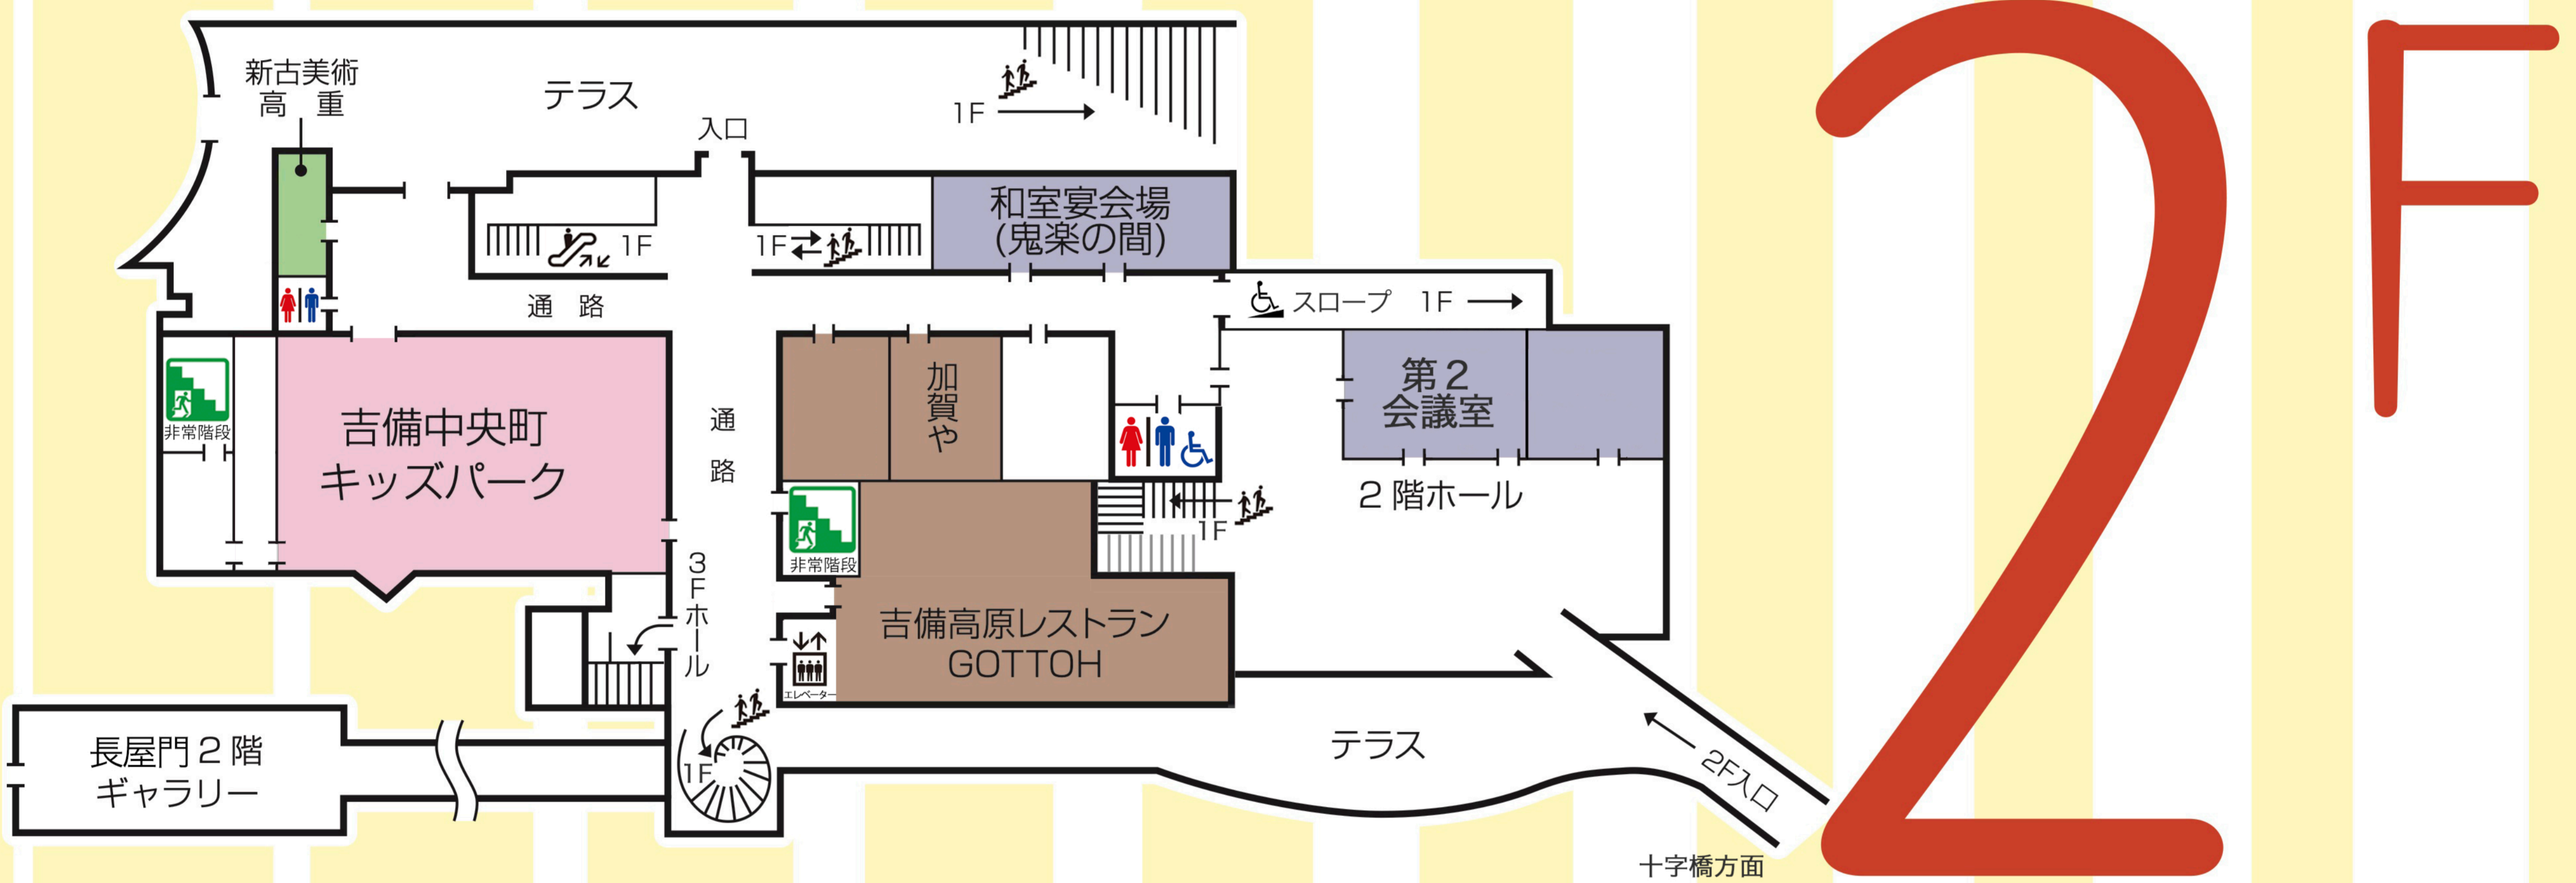 新古美術
高　重
テラス
入口
1F
1F
1F
和室宴会場
(鬼楽の間)
通　路
スロープ　1F
非常階段
吉備中央町
キッズパーク
通
路
加賀や
第2
会議室
2階ホール
1F
非常階段
3Fホール
エレベーター
吉備高原レストラン
GOTTOH
長屋門2階
ギャラリー
1F
テラス
2F入口
十字橋方面
2F